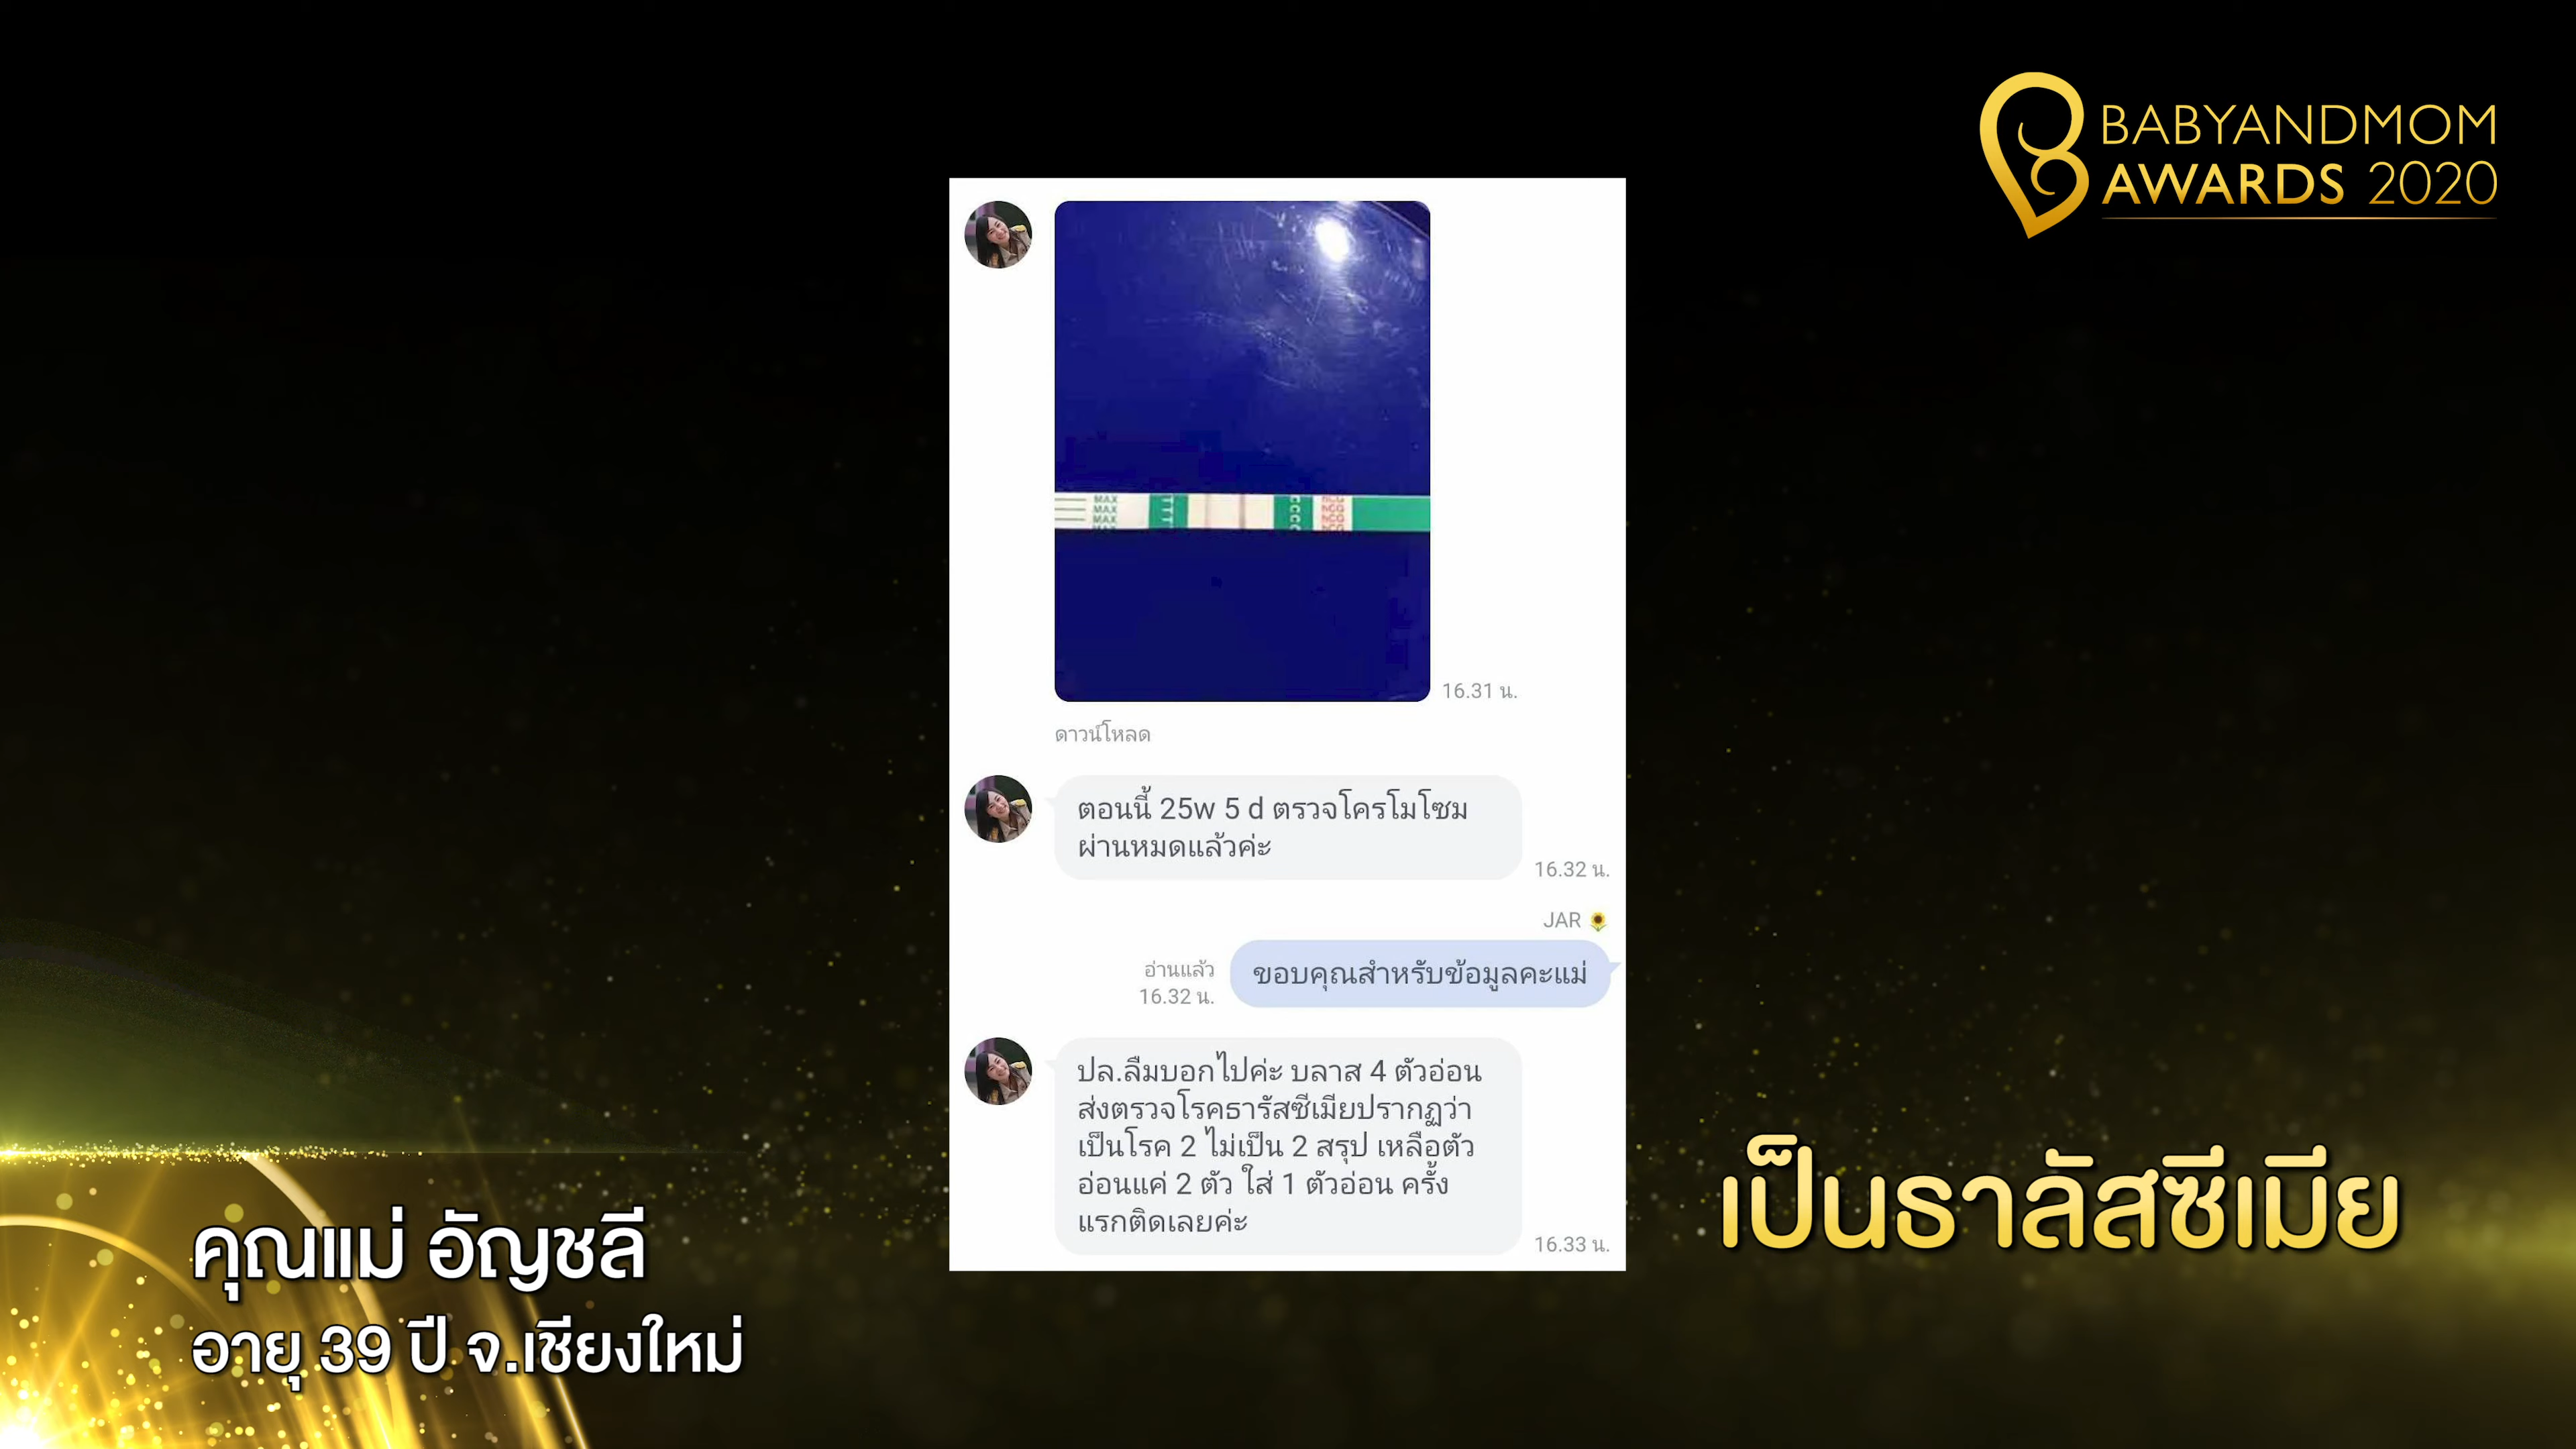 BABYANDMOM
AWARDS 2020
MAX
MAX
MAX
TTT
CCCC
hCG
hCG
hCG
16.31 น.
ดาวน์โหลด
ตอนนี้ 25w 5 d ตรวจโครโมโซม
ผ่านหมดแล้วค่ะ
16.32 น.
JAR 🌻
อ่านแล้ว
16.32 น.
ขอบคุณสำหรับข้อมูลคะแม่
ปล.ลืมบอกไปค่ะ บลาส 4 ตัวอ่อน
ส่งตรวจโรคธารัสซีเมียปรากฏว่า
เป็นโรค 2 ไม่เป็น 2 สรุป เหลือตัว
อ่อนแค่ 2 ตัว ใส่ 1 ตัวอ่อน ครั้ง
แรกติดเลยค่ะ
16.33 น.
เป็นธาลัสซีเมีย
คุณแม่ อัญชลี
อายุ 39 ปี จ.เชียงใหม่